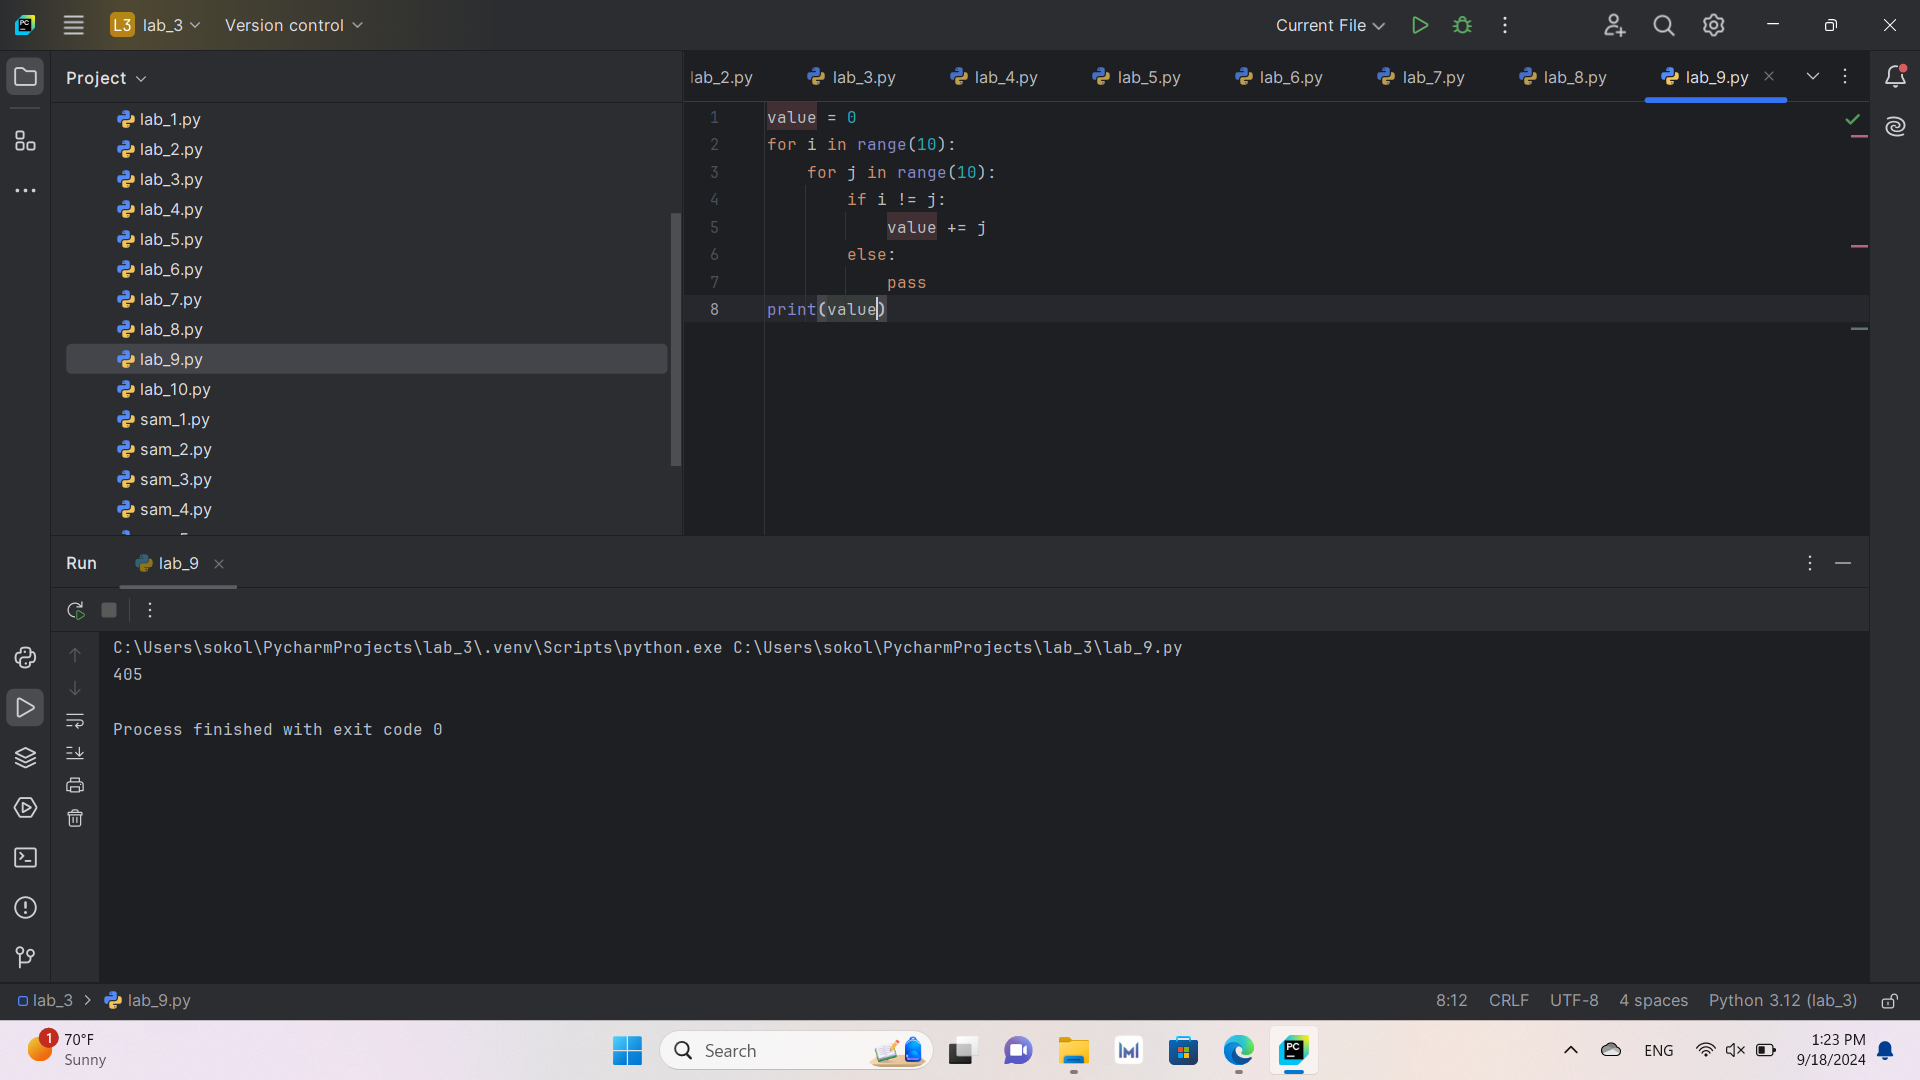 L3 lab_3 Version control Current File
Project
lab_2.py lab_3.py lab_4.py lab_5.py lab_6.py lab_7.py lab_8.py lab_9.py
lab_1.py
lab_2.py
lab_3.py
lab_4.py
lab_5.py
lab_6.py
lab_7.py
lab_8.py
lab_9.py
lab_10.py
sam_1.py
sam_2.py
sam_3.py
sam_4.py
1 value = 0
2 for i in range(10):
3 for j in range(10):
4 if i != j:
5 value += j
6 else:
7 pass
8 print(value)
Run lab_9
C:\Users\sokol\PycharmProjects\lab_3\.venv\Scripts\python.exe C:\Users\sokol\PycharmProjects\lab_3\lab_9.py
405
Process finished with exit code 0
lab_3 > lab_9.py 8:12 CRLF UTF-8 4 spaces Python 3.12 (lab_3)
1 70°F
Sunny
Search
PC
ENG
1:23 PM
9/18/2024